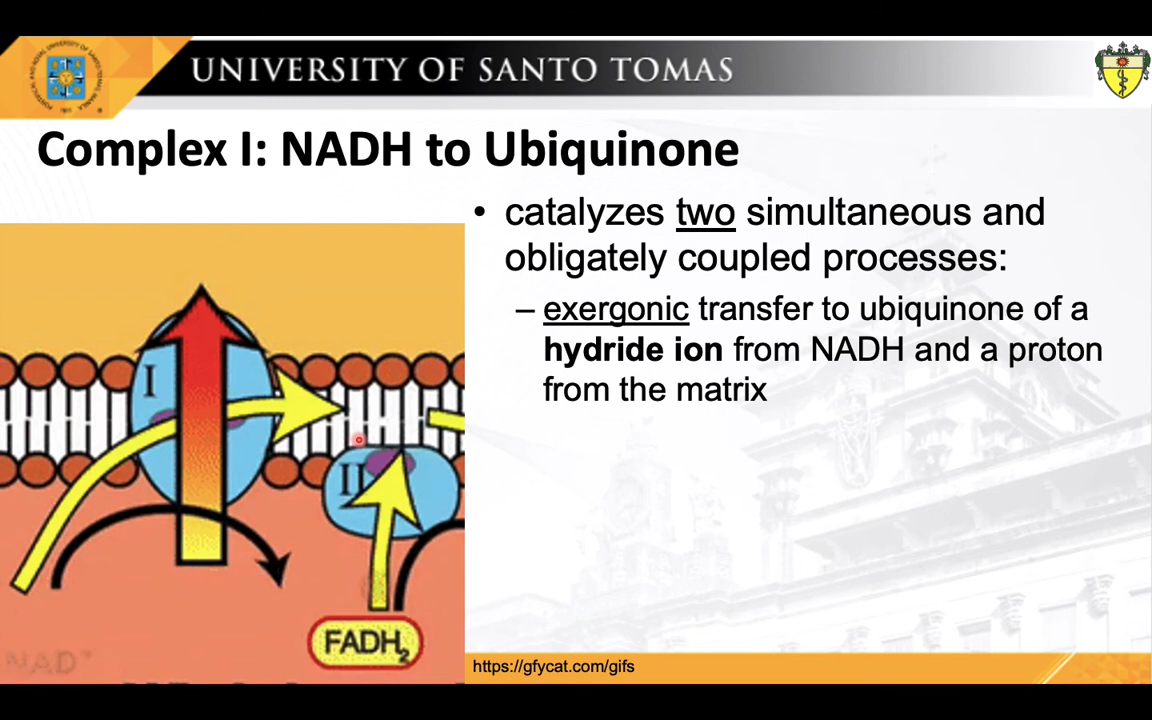 UNIVERSITY OF SANTO TOMAS
Complex I: NADH to Ubiquinone
• catalyzes two simultaneous and
obligately coupled processes:
– exergonic transfer to ubiquinone of a
hydride ion from NADH and a proton
from the matrix
I
II
FADH₂
NAD⁺
https://gfycat.com/gifs